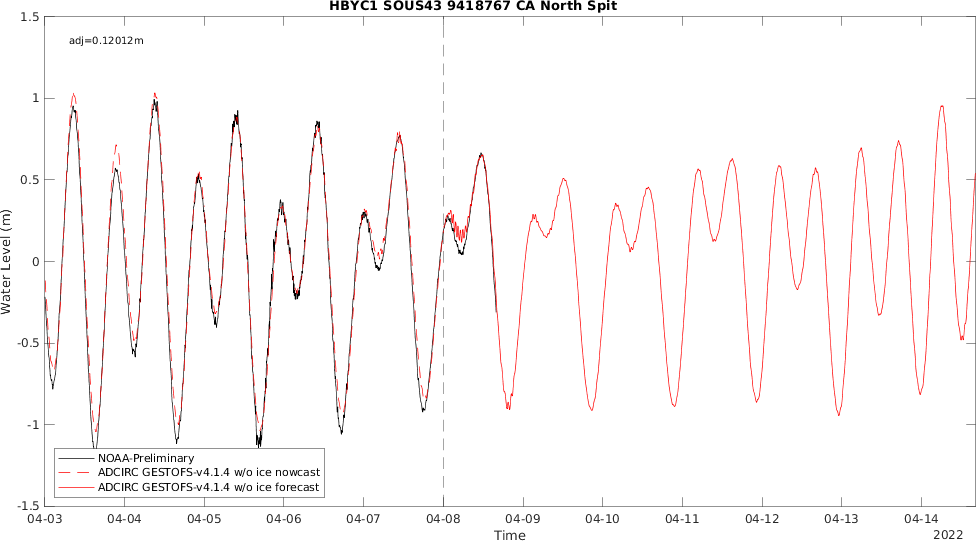 HBYC1 SOUS43 9418767 CA North Spit
adj=0.12012m
1.5
1
0.5
0
-0.5
-1
-1.5
Water Level (m)
NOAA-Preliminary
ADCIRC GESTOFS-v4.1.4 w/o ice nowcast
ADCIRC GESTOFS-v4.1.4 w/o ice forecast
04-03 04-04 04-05 04-06 04-07 04-08 04-09 04-10 04-11 04-12 04-13 04-14
Time
2022